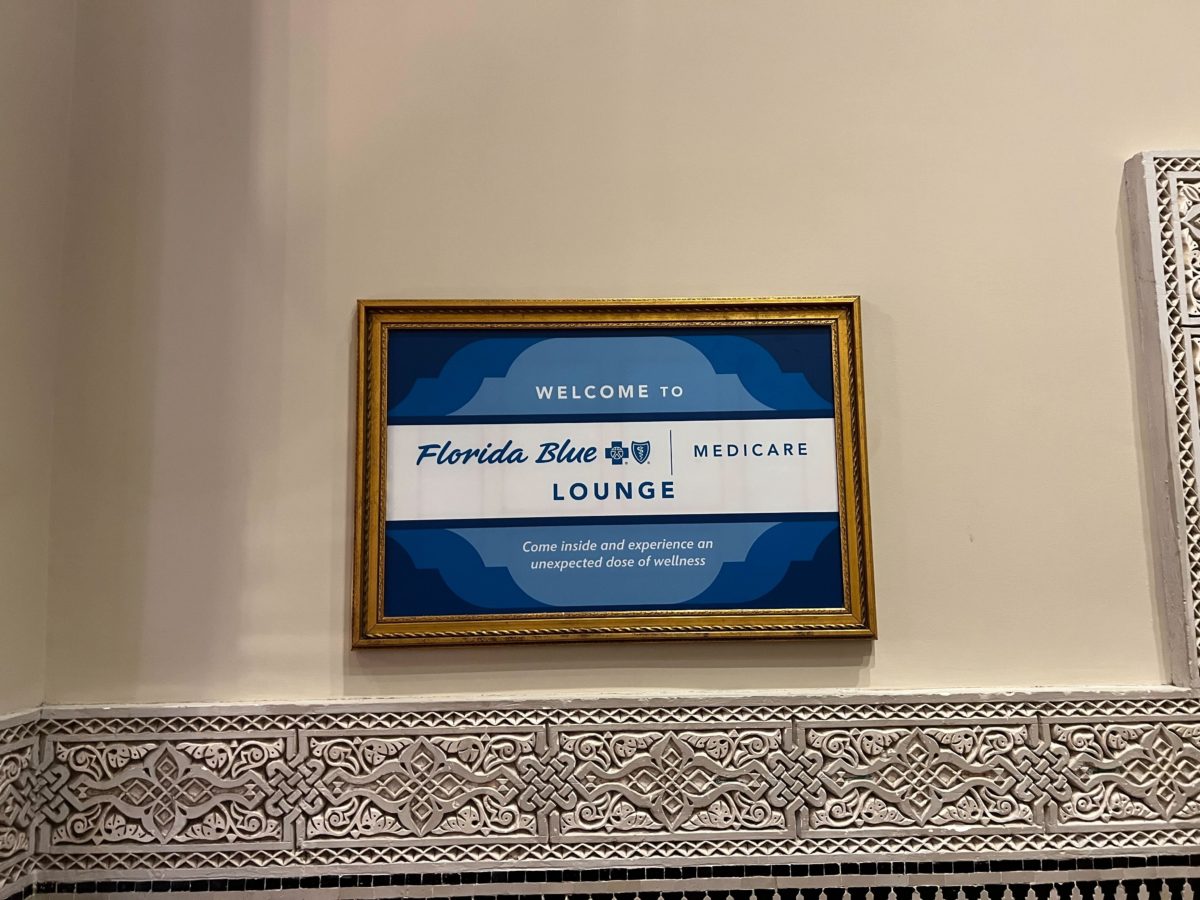 WELCOME TO
Florida Blue MEDICARE
LOUNGE
Come inside and experience an
unexpected dose of wellness